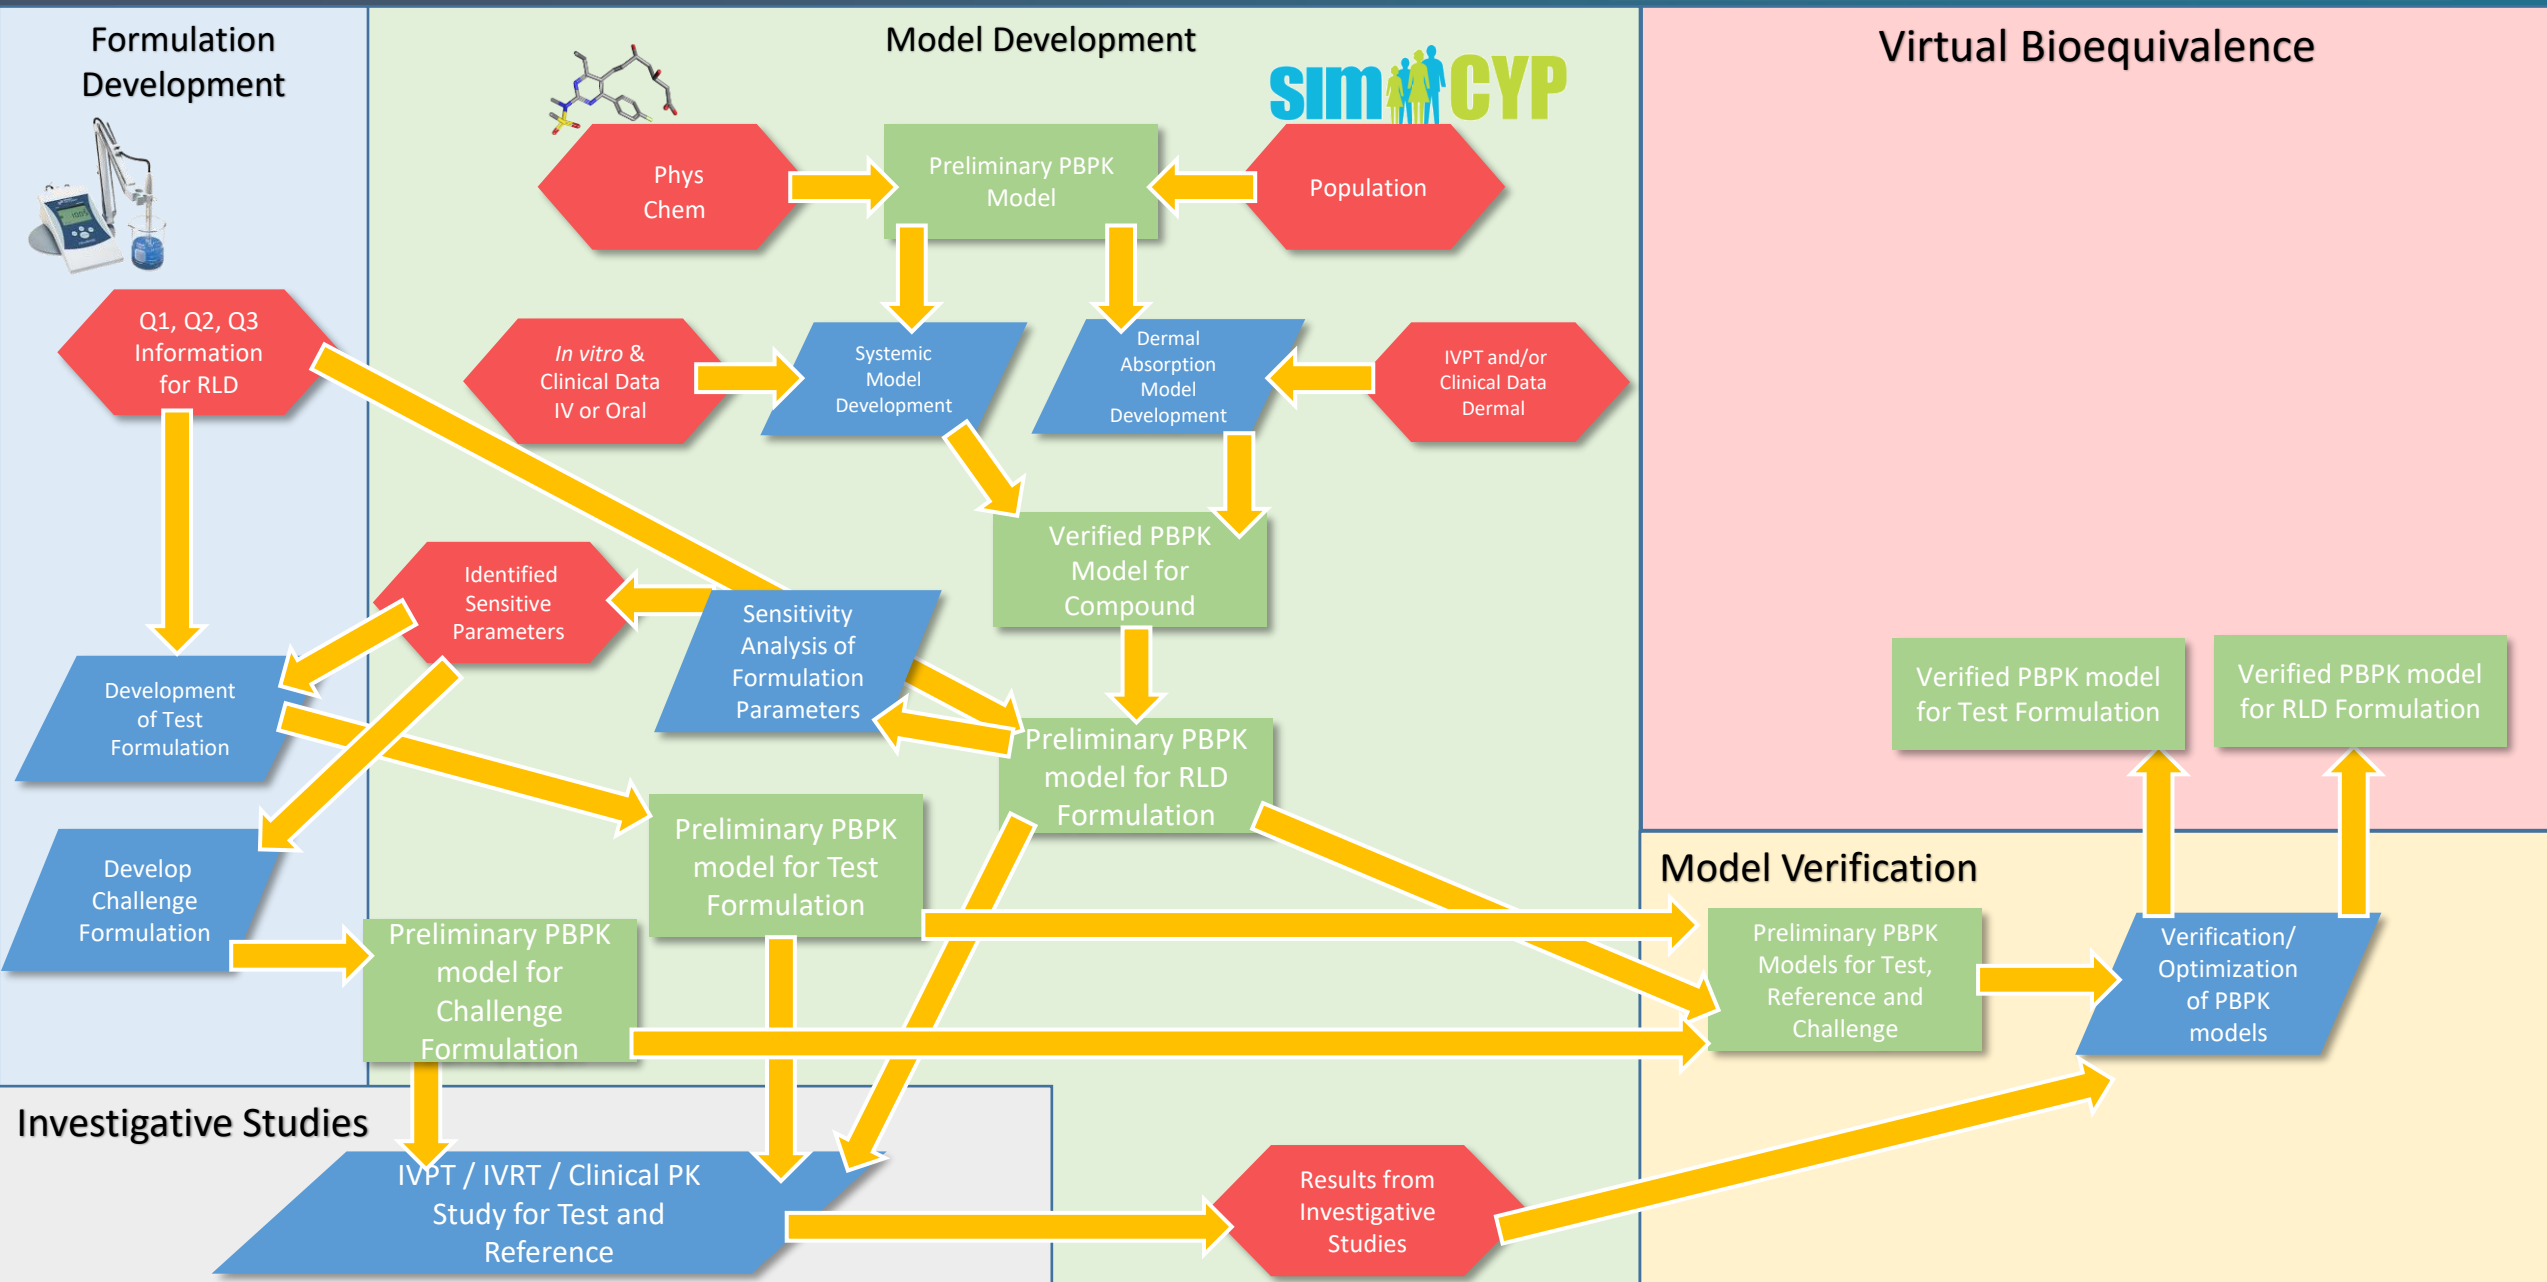 Formulation
Development
Model Development
simCYP
Virtual Bioequivalence
Phys
Chem
Preliminary PBPK
Model
Population
Q1, Q2, Q3
Information
for RLD
In vitro &
Clinical Data
IV or Oral
Systemic
Model
Development
Dermal
Absorption
Model
Development
IVPT and/or
Clinical Data
Dermal
Verified PBPK
Model for
Compound
Identified
Sensitive
Parameters
Sensitivity
Analysis of
Formulation
Parameters
Development
of Test
Formulation
Preliminary PBPK
model for RLD
Formulation
Verified PBPK model
for Test Formulation
Verified PBPK model
for RLD Formulation
Develop
Challenge
Formulation
Preliminary PBPK
model for Test
Formulation
Model Verification
Preliminary PBPK
model for
Challenge
Formulation
Preliminary PBPK
Models for Test,
Reference and
Challenge
Verification/
Optimization
of PBPK
models
Investigative Studies
IVPT / IVRT / Clinical PK
Study for Test and
Reference
Results from
Investigative
Studies